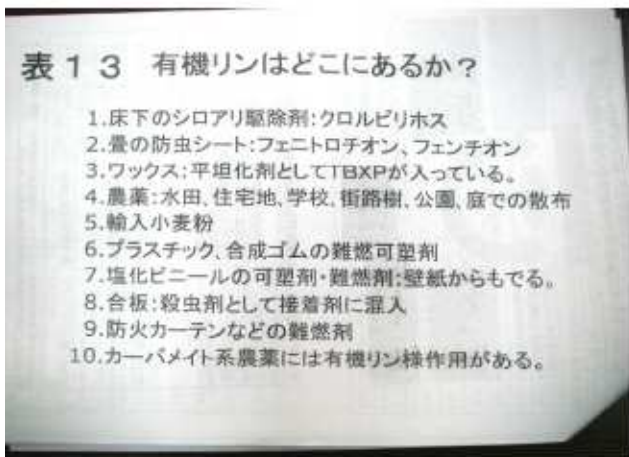 表13 有機リンはどこにあるか?
1.床下のシロアリ駆除剤:クロルピリホス
2.畳の防虫シート:フェニトロチオン、フェンチオン
3.ワックス:平坦化剤としてTBXPが入っている。
4.農薬:水田、住宅地、学校、街路樹、公園、庭での散布
5.輸入小麦粉
6.プラスチック、合成ゴムの難燃可塑剤
7.塩化ビニールの可塑剤・難燃剤:壁紙からもでる。
8.合板:殺虫剤として接着剤に混入
9.防火カーテンなどの難燃剤
10.カーバメイト系農薬には有機リン様作用がある。